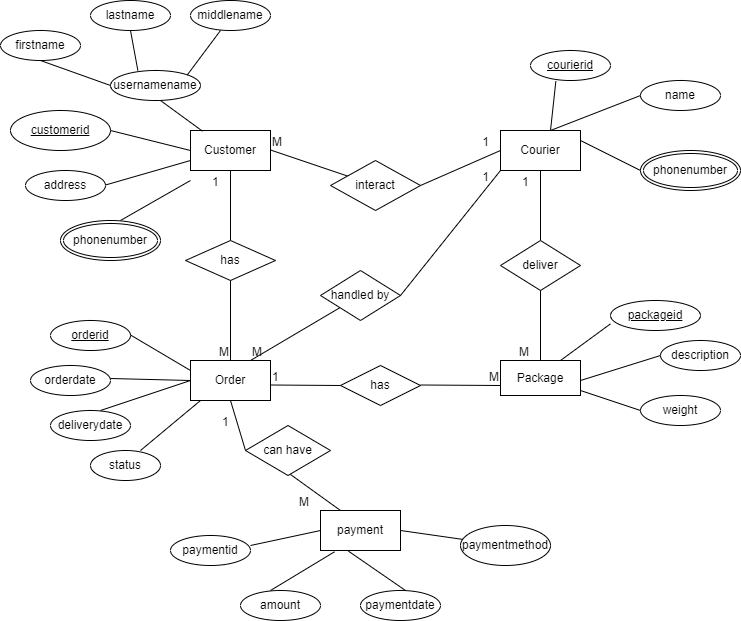 lastname
middlename
firstname
usernamename
courierid
name
customerid
Customer
M
1
Courier
interact
phonenumber
address
1
1
1
phonenumber
has
deliver
handled by
orderid
packageid
M
M
M
description
Order
1
has
M
Package
orderdate
weight
deliverydate
1
can have
status
M
payment
paymentid
paymentmethod
amount
paymentdate